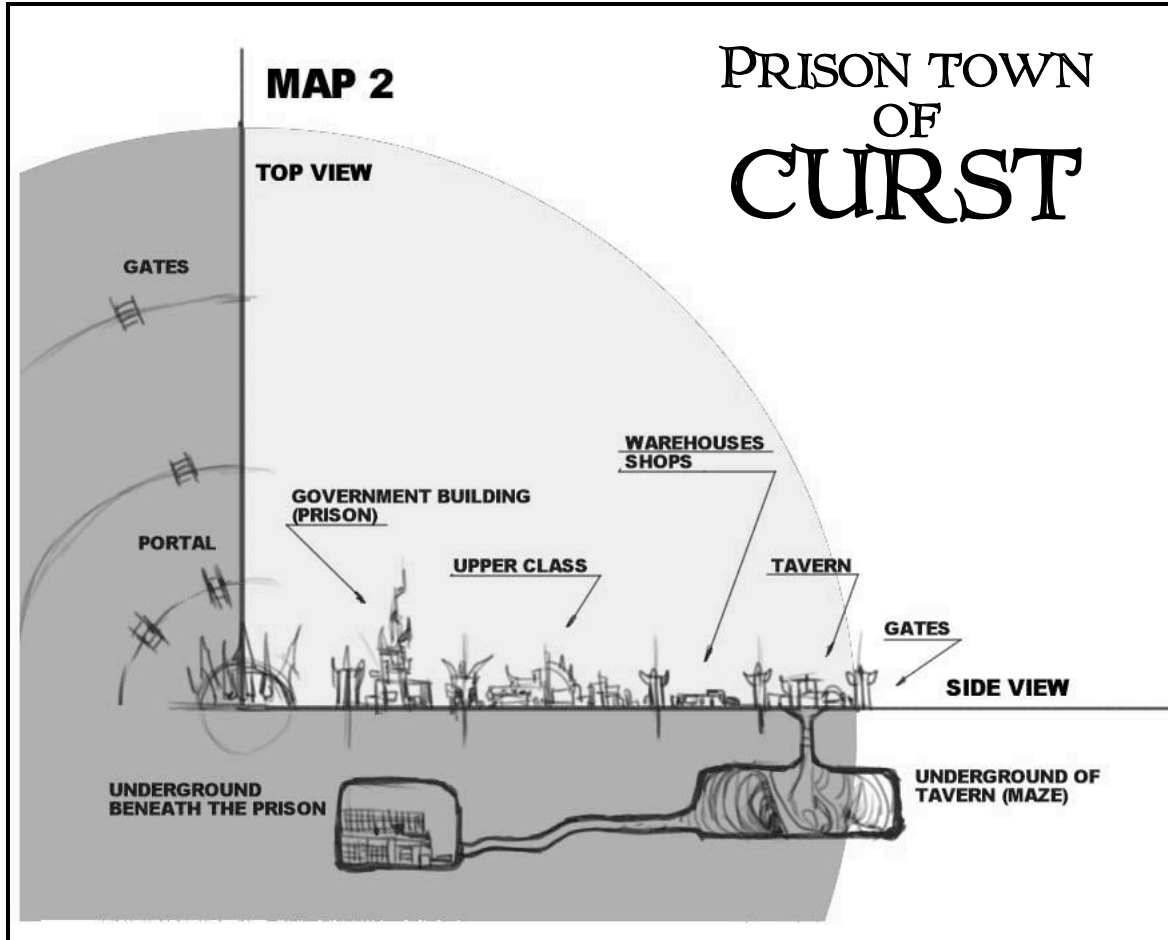 PRISON TOWN
OF
CURST
MAP 2
TOP VIEW
GATES
WAREHOUSES
SHOPS
GOVERNMENT BUILDING
(PRISON)
PORTAL
UPPER CLASS
TAVERN
GATES
SIDE VIEW
UNDERGROUND
BENEATH THE PRISON
UNDERGROUND OF
TAVERN (MAZE)